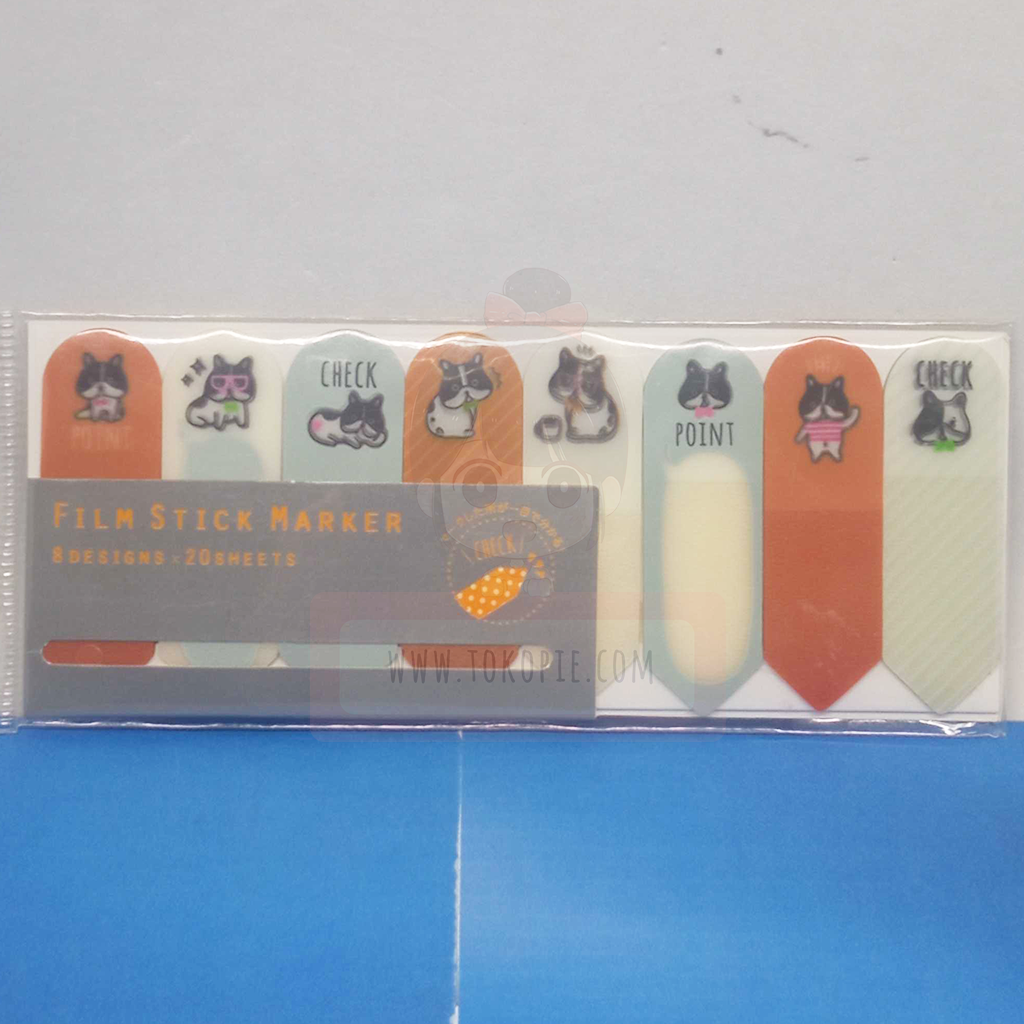 CHECK
POINT
POINT
CHECK
FILM STICK MARKER
8 DESIGNS × 20 SHEETS
CHECK!
WWW.TOKOPIE.COM